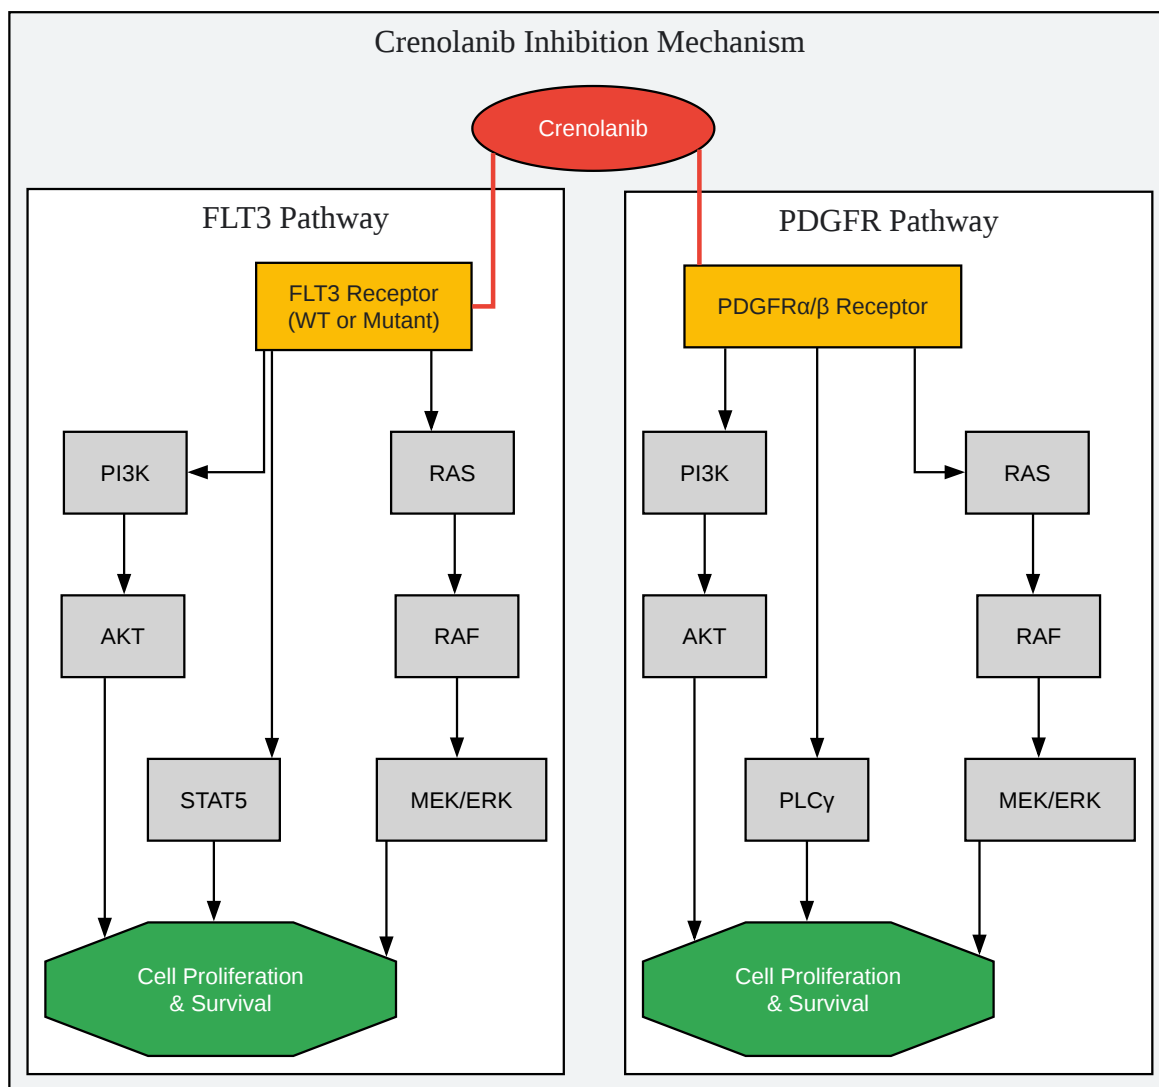 Crenolanib Inhibition Mechanism
Crenolanib
FLT3 Pathway
FLT3 Receptor
(WT or Mutant)
PI3K
RAS
AKT
RAF
STAT5
MEK/ERK
Cell Proliferation
& Survival
PDGFR Pathway
PDGFRα/β Receptor
PI3K
RAS
AKT
RAF
PLCγ
MEK/ERK
Cell Proliferation
& Survival